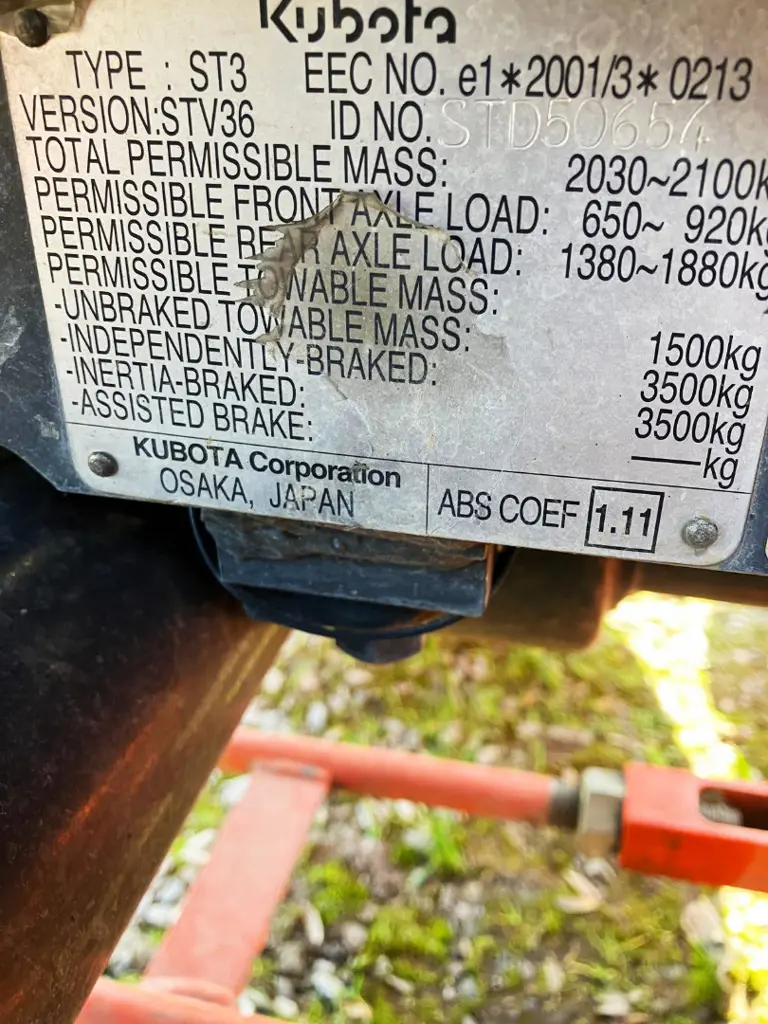 Kubota
TYPE : ST3 EEC NO. e1*2001/3* 0213
VERSION:STV36 ID NO. STD50654
TOTAL PERMISSIBLE MASS: 2030~2100k
PERMISSIBLE FRONT AXLE LOAD: 650~ 920kg
PERMISSIBLE REAR AXLE LOAD: 1380~1880kg
PERMISSIBLE TOWABLE MASS:
-UNBRAKED TOWABLE MASS: 1500kg
-INDEPENDENTLY-BRAKED: 3500kg
-INERTIA-BRAKED: 3500kg
-ASSISTED BRAKE: ——kg
KUBOTA Corporation
OSAKA, JAPAN
ABS COEF 1.11